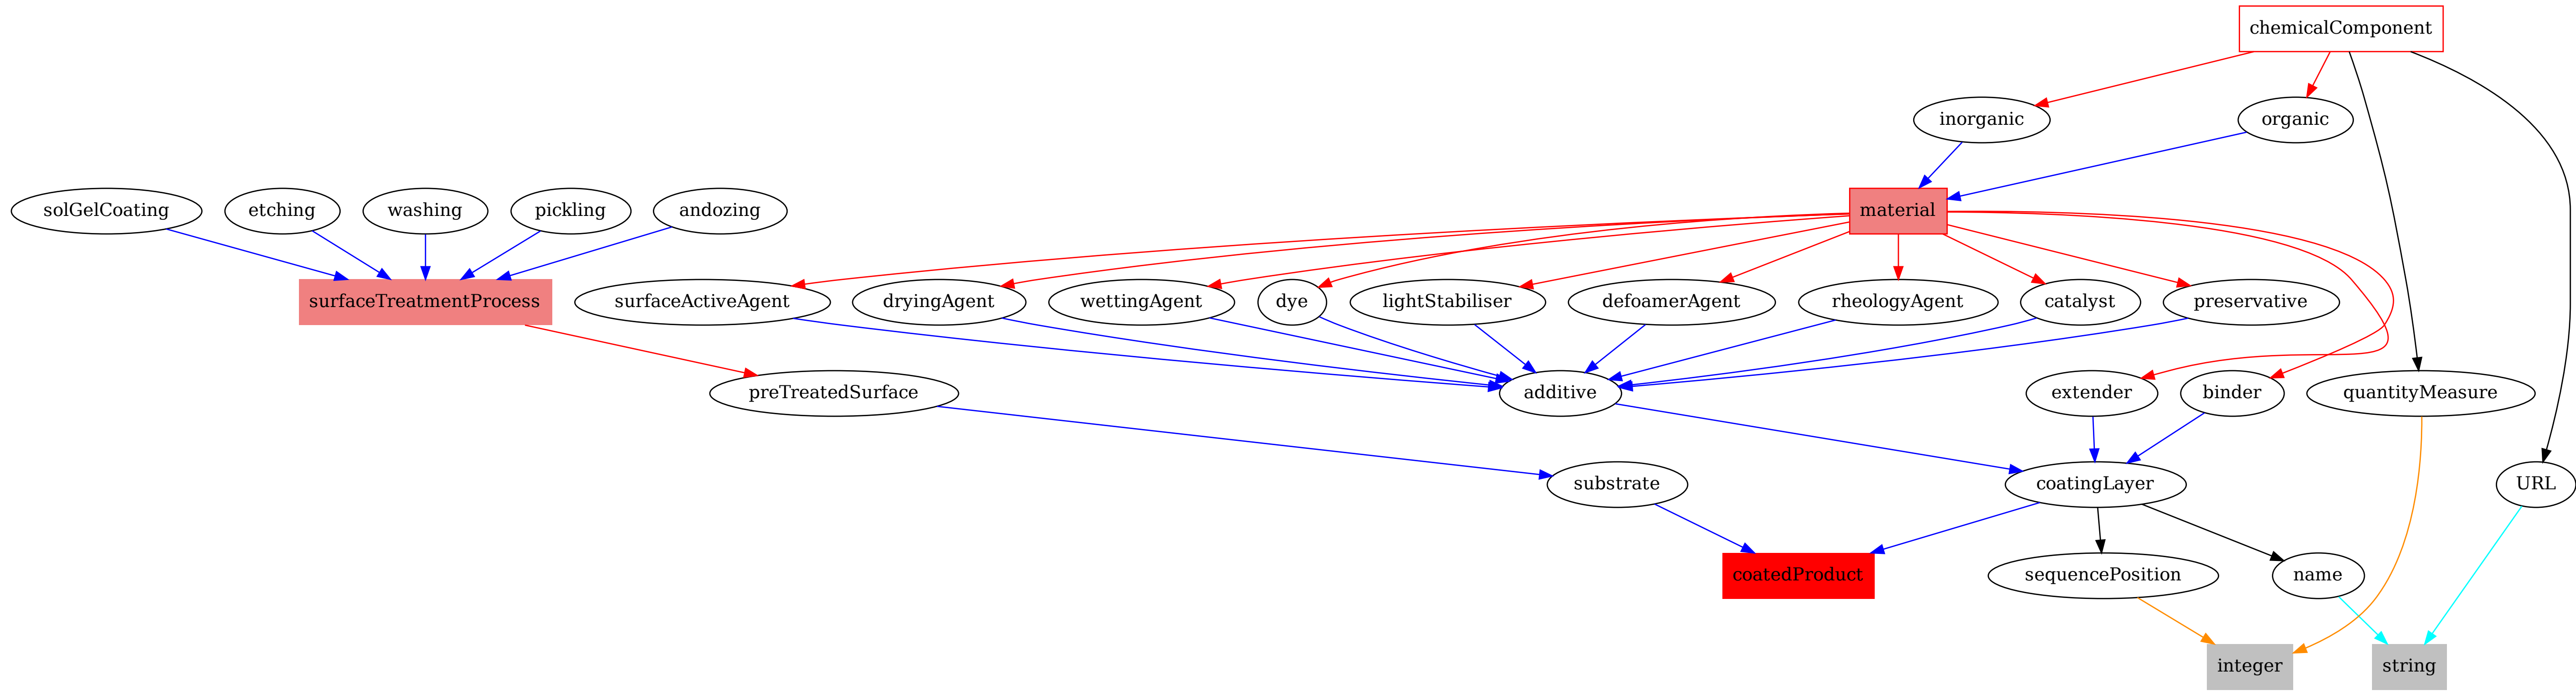 chemicalComponent
inorganic
organic
solGelCoating
etching
washing
pickling
andozing
material
surfaceTreatmentProcess
surfaceActiveAgent
dryingAgent
wettingAgent
dye
lightStabiliser
defoamerAgent
rheologyAgent
catalyst
preservative
preTreatedSurface
additive
extender
binder
quantityMeasure
substrate
coatingLayer
URL
coatedProduct
sequencePosition
name
integer
string